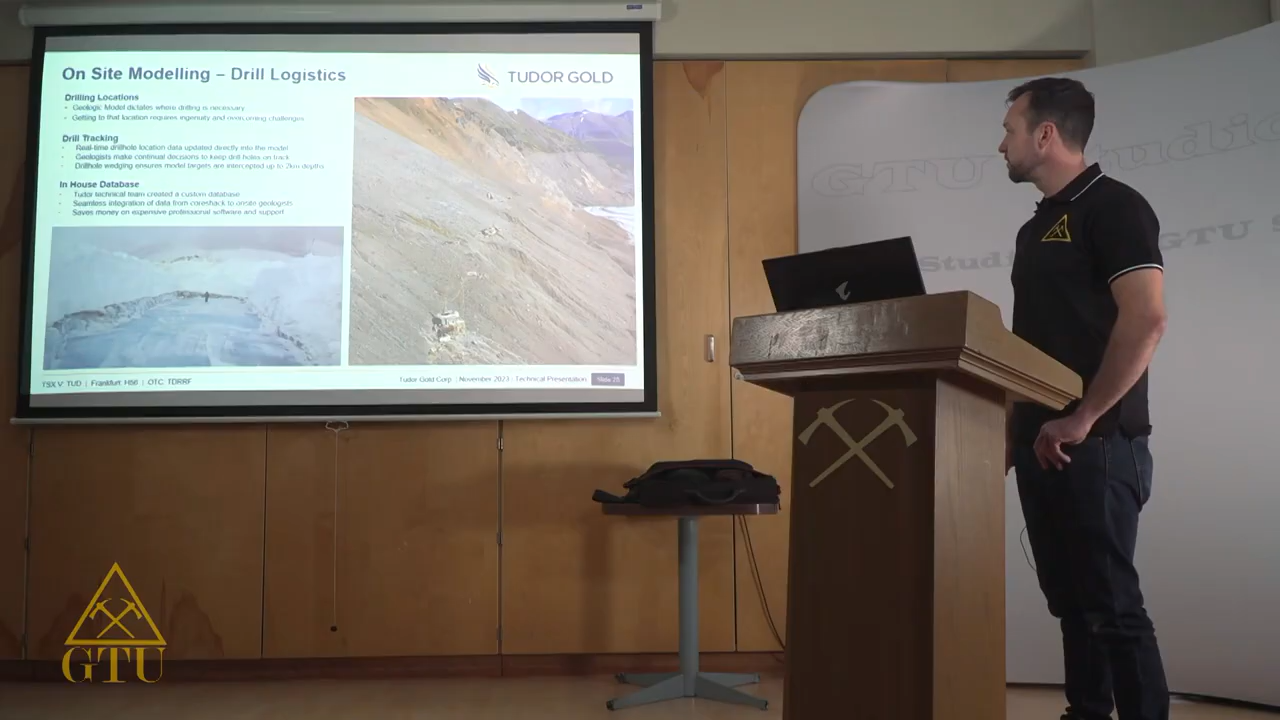 On Site Modelling – Drill Logistics
TUDOR GOLD
Drilling Locations
Geologic Model dictates where drilling is necessary
Getting to that location requires ingenuity and overcoming challenges
Drill Tracking
Real-time drillhole location data updated directly into the model
Geologists make continual decisions to keep drill holes on track
Drillhole wedging ensures model targets are intercepted up to 2km depths
In House Database
Tudor technical team created a custom database
Seamless integration of data from coreshack to onsite geologists
Saves money on expensive professional software and support
TSX.V: TUD | Frankfurt: H56 | OTC: TDRRF
Tudor Gold Corp | November 2023 | Technical Presentation
Slide
GTU Studio
Studi
GTU S
GTU